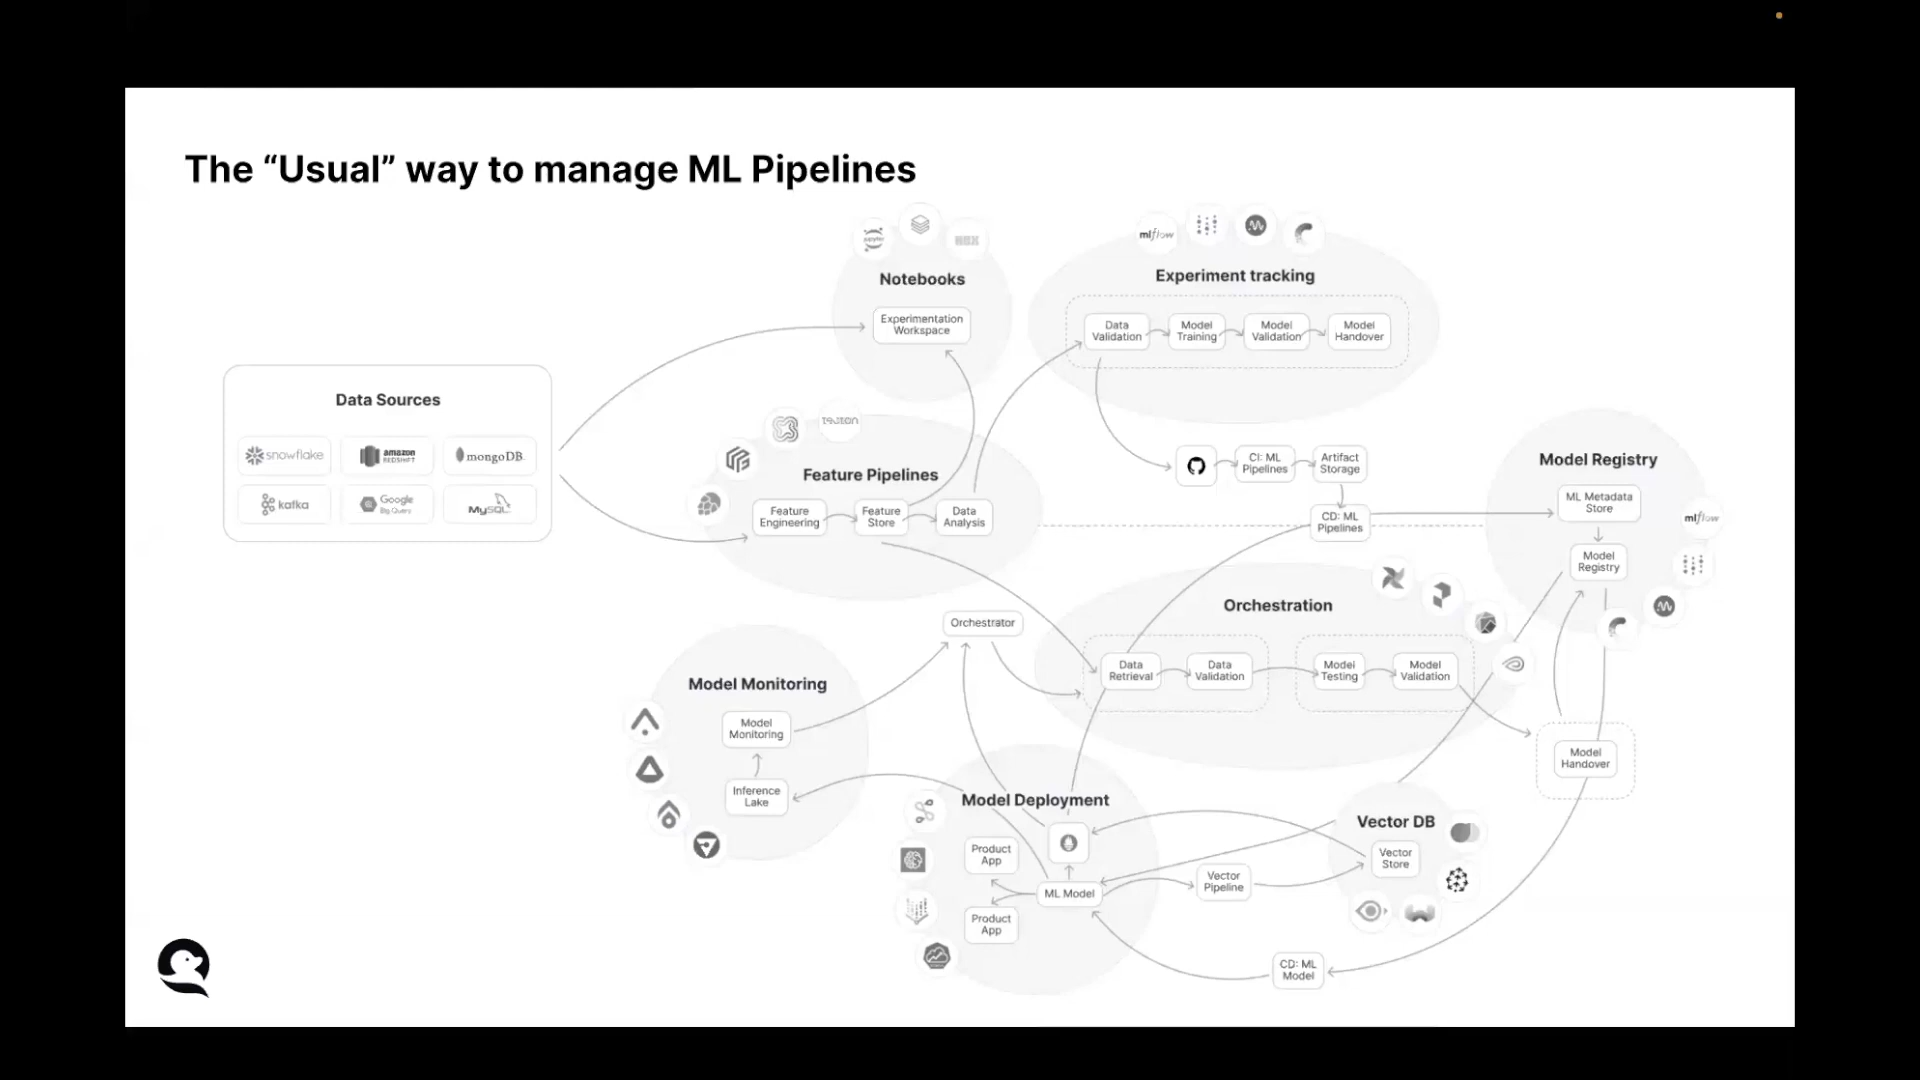 The “Usual” way to manage ML Pipelines
Data Sources
snowflake
amazon
REDSHIFT
mongoDB.
kafka
Google
Big Query
MySQL
jupyter
HEX
Notebooks
Experimentation
Workspace
mlflow
Experiment tracking
Data
Validation
Model
Training
Model
Validation
Model
Handover
TECTON
Feature Pipelines
Feature
Engineering
Feature
Store
Data
Analysis
CI: ML
Pipelines
Artifact
Storage
CD: ML
Pipelines
Model Registry
ML Metadata
Store
mlflow
Model
Registry
Orchestration
Orchestrator
Data
Retrieval
Data
Validation
Model
Testing
Model
Validation
Model
Handover
Model Monitoring
Model
Monitoring
Inference
Lake
Model Deployment
Product
App
ML Model
Product
App
Vector
Pipeline
Vector DB
Vector
Store
CD: ML
Model